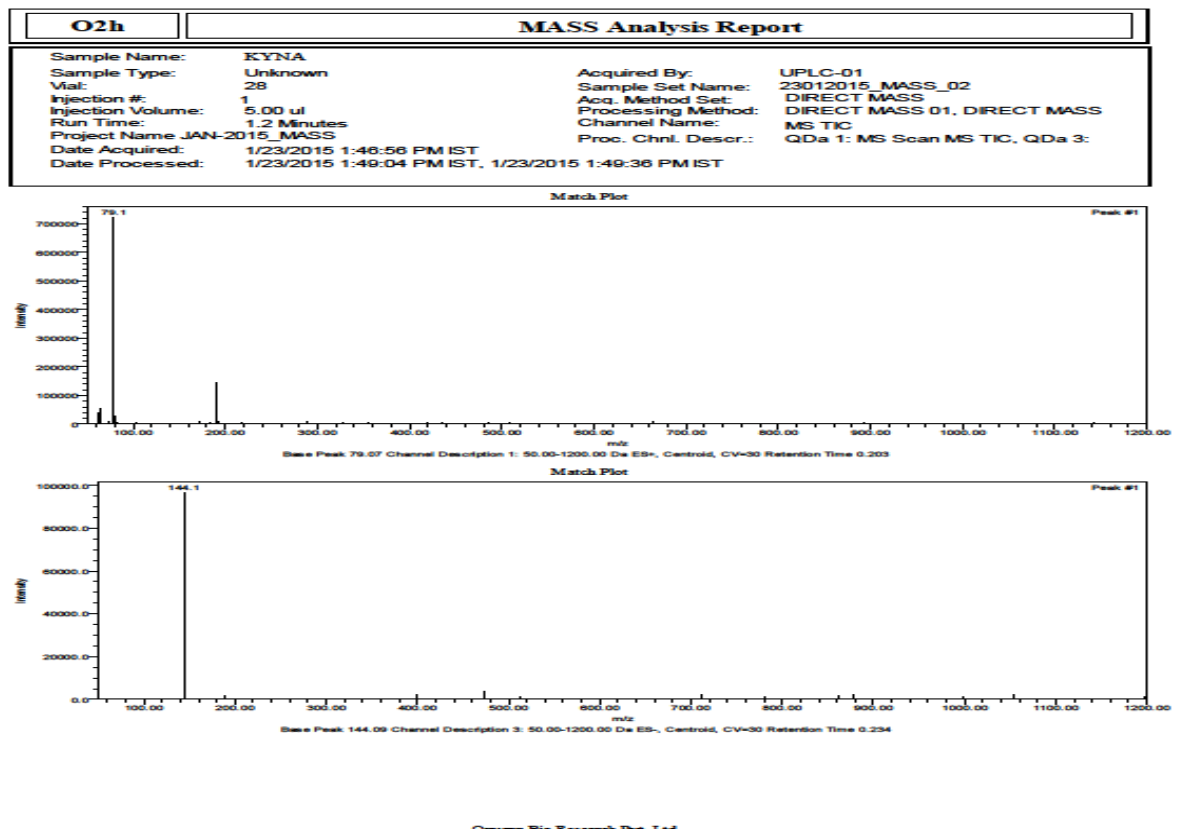 O2h MASS Analysis Report
Sample Name: KYNA
Sample Type: Unknown Acquired By: UPLC-01
Vial: 28 Sample Set Name: 23012015_MASS_02
Injection #: 1 Acq. Method Set: DIRECT MASS
Injection Volume: 5.00 ul Processing Method: DIRECT MASS 01, DIRECT MASS
Run Time: 1.2 Minutes Channel Name: MS TIC
Project Name JAN-2015_MASS Proc. Chnl. Descr.: QDa 1: MS Scan MS TIC, QDa 3:
Date Acquired: 1/23/2015 1:46:56 PM IST
Date Processed: 1/23/2015 1:49:04 PM IST, 1/23/2015 1:49:36 PM IST
Match Plot
79.1 Peak #1
700000
600000
500000
400000
Intensity
300000
200000
100000
0
100.00 200.00 300.00 400.00 500.00 600.00 700.00 800.00 900.00 1000.00 1100.00 1200.00
m/z
Base Peak 79.07 Channel Description 1: 50.00-1200.00 Da ES+, Centroid, CV=30 Retention Time 0.203
Match Plot
144.1 Peak #1
100000.0
80000.0
60000.0
Intensity
40000.0
20000.0
0.0
100.00 200.00 300.00 400.00 500.00 600.00 700.00 800.00 900.00 1000.00 1100.00 1200.00
m/z
Base Peak 144.09 Channel Description 3: 50.00-1200.00 Da ES-, Centroid, CV=30 Retention Time 0.234